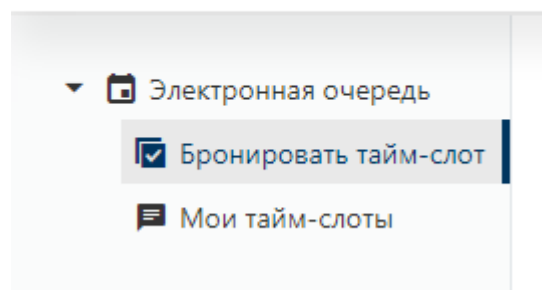 Электронная очередь
Бронировать тайм-слот
Мои тайм-слоты